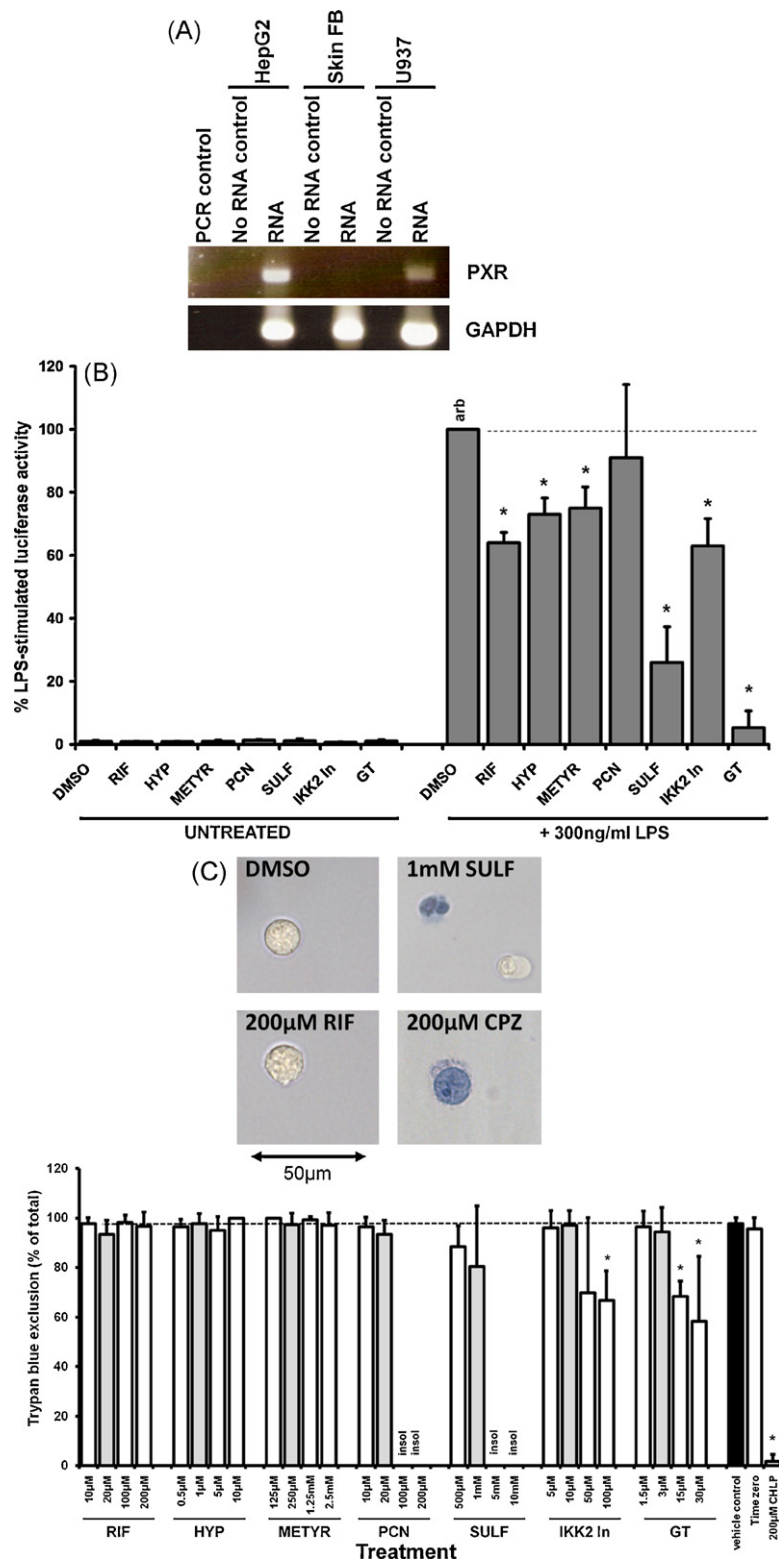 (A)
HepG2
Skin FB
U937
PCR control
No RNA control
RNA
No RNA control
RNA
No RNA control
RNA
PXR
GAPDH
(B)
% LPS-stimulated luciferase activity
120
100
80
60
40
20
0
arb
*
*
*
*
*
*
DMSO
RIF
HYP
METYR
PCN
SULF
IKK2 In
GT
DMSO
RIF
HYP
METYR
PCN
SULF
IKK2 In
GT
UNTREATED
+ 300ng/ml LPS
(C)
DMSO
1mM SULF
200µM RIF
200µM CPZ
50µm
Trypan blue exclusion (% of total)
120
100
80
60
40
20
0
insol
insol
insol
insol
*
*
*
*
10µM
20µM
100µM
200µM
0.5µM
1µM
5µM
10µM
125µM
250µM
1.25mM
2.5mM
10µM
20µM
100µM
200µM
500µM
1mM
5mM
10mM
5µM
10µM
50µM
100µM
1.5µM
3µM
15µM
30µM
vehicle control
Time zero
200µM CHLP
RIF
HYP
METYR
PCN
SULF
IKK2 In
GT
Treatment